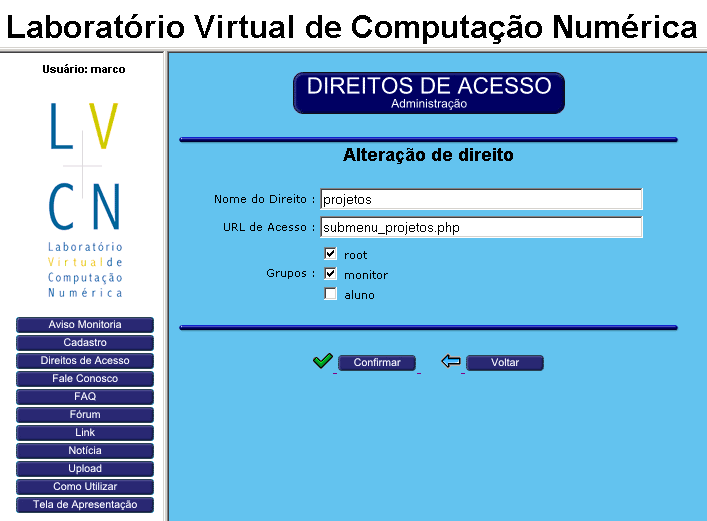 Laboratório Virtual de Computação Numérica
Usuário: marco
L V
C N
Laboratório
Virtual de
Computação
Numérica
Aviso Monitoria
Cadastro
Direitos de Acesso
Fale Conosco
FAQ
Fórum
Link
Notícia
Upload
Como Utilizar
Tela de Apresentação
DIREITOS DE ACESSO
Administração
Alteração de direito
Nome do Direito : projetos
URL de Acesso : submenu_projetos.php
Grupos :
root
monitor
aluno
Confirmar
Voltar